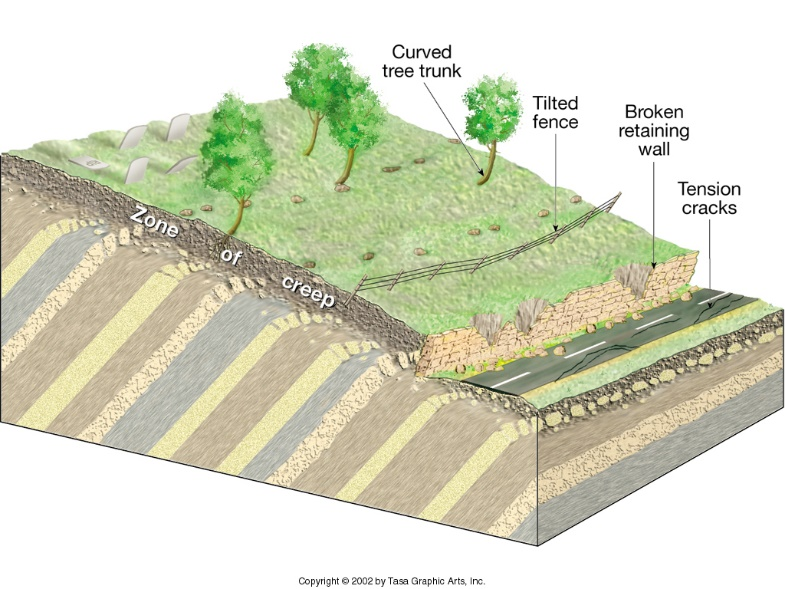 Curved
tree trunk
Tilted
fence
Broken
retaining
wall
Tension
cracks
Zone
of
creep
Copyright © 2002 by Tasa Graphic Arts, Inc.